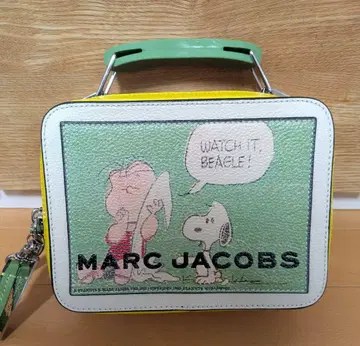 WATCH IT,
BEAGLE!
MARC JACOBS